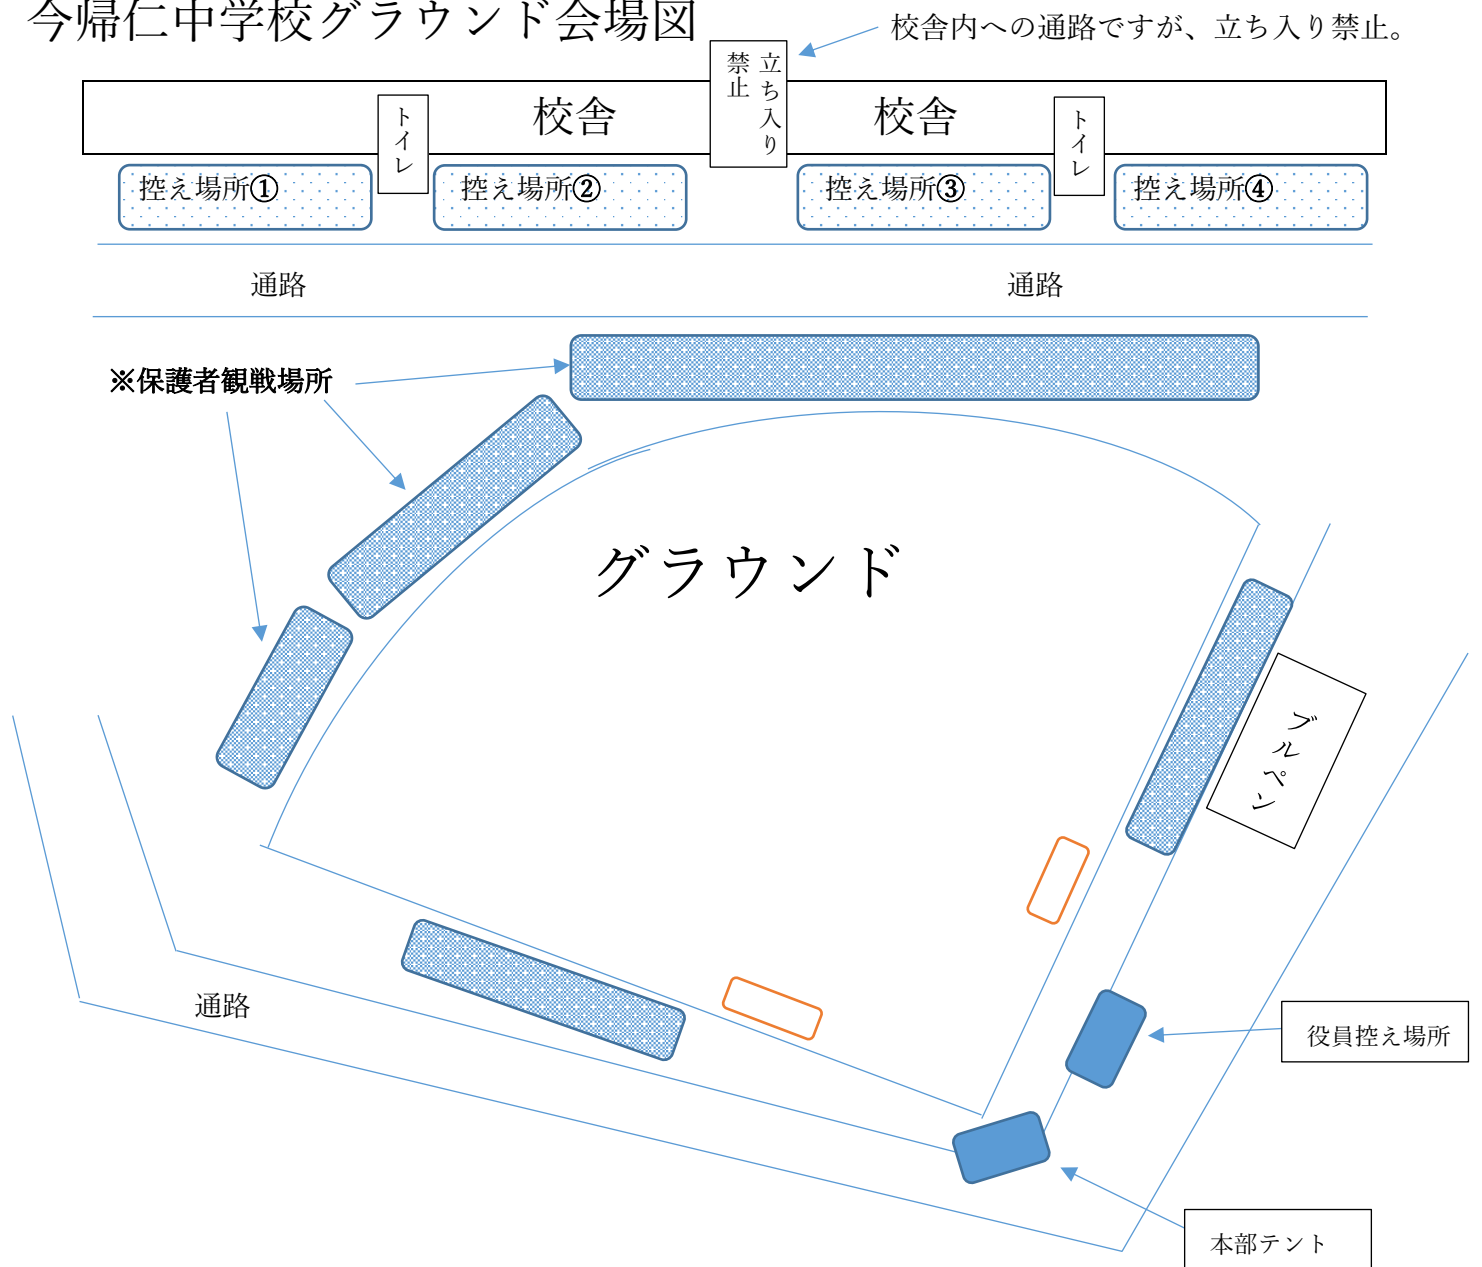 今帰仁中学校グラウンド会場図
校舎内への通路ですが、立ち入り禁止。
立ち入り
禁止
校舎
校舎
トイレ
トイレ
控え場所①
控え場所②
控え場所③
控え場所④
通路
通路
※保護者観戦場所
グラウンド
ブルペン
通路
役員控え場所
本部テント